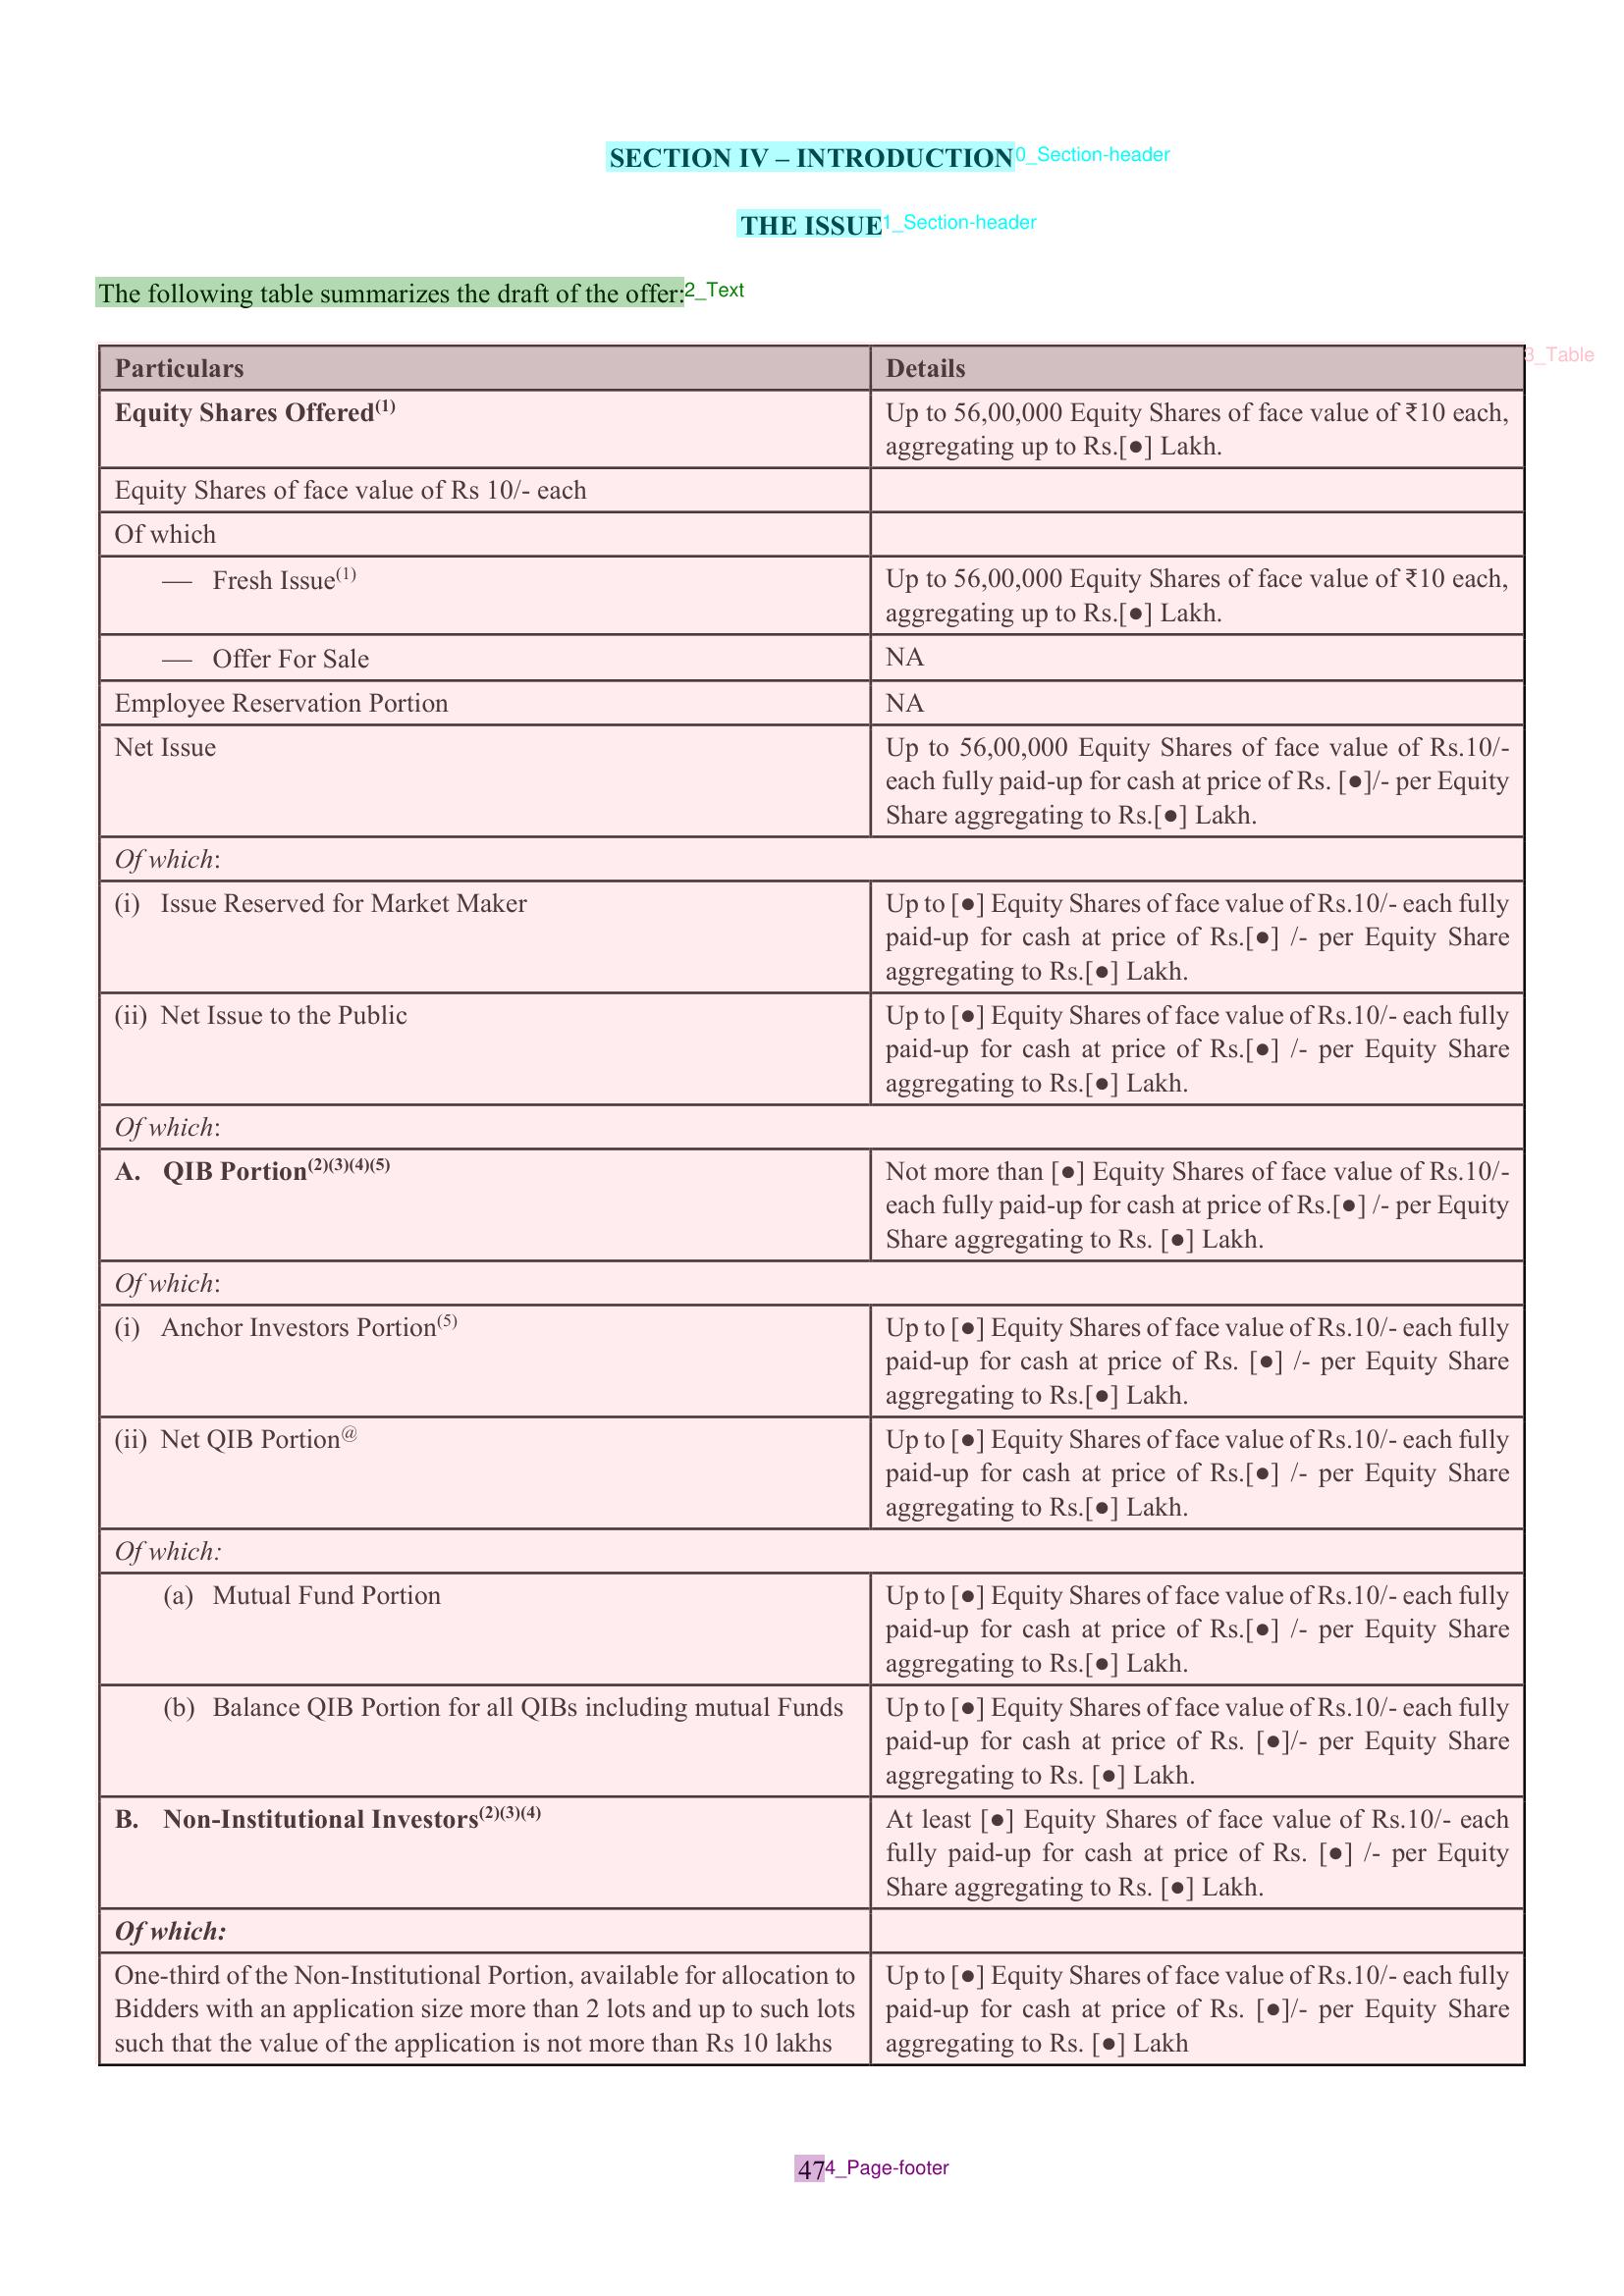 SECTION IV – INTRODUCTION0_Section-header
THE ISSUE1_Section-header
The following table summarizes the draft of the offer:2_Text
3_Table
Particulars Details
Equity Shares Offered(1) Up to 56,00,000 Equity Shares of face value of ₹10 each,
aggregating up to Rs.[●] Lakh.
Equity Shares of face value of Rs 10/- each
Of which
— Fresh Issue(1) Up to 56,00,000 Equity Shares of face value of ₹10 each,
aggregating up to Rs.[●] Lakh.
— Offer For Sale NA
Employee Reservation Portion NA
Net Issue Up to 56,00,000 Equity Shares of face value of Rs.10/-
each fully paid-up for cash at price of Rs. [●]/- per Equity
Share aggregating to Rs.[●] Lakh.
Of which:
(i) Issue Reserved for Market Maker Up to [●] Equity Shares of face value of Rs.10/- each fully
paid-up for cash at price of Rs.[●] /- per Equity Share
aggregating to Rs.[●] Lakh.
(ii) Net Issue to the Public Up to [●] Equity Shares of face value of Rs.10/- each fully
paid-up for cash at price of Rs.[●] /- per Equity Share
aggregating to Rs.[●] Lakh.
Of which:
A. QIB Portion(2)(3)(4)(5) Not more than [●] Equity Shares of face value of Rs.10/-
each fully paid-up for cash at price of Rs.[●] /- per Equity
Share aggregating to Rs. [●] Lakh.
Of which:
(i) Anchor Investors Portion(5) Up to [●] Equity Shares of face value of Rs.10/- each fully
paid-up for cash at price of Rs. [●] /- per Equity Share
aggregating to Rs.[●] Lakh.
(ii) Net QIB Portion@ Up to [●] Equity Shares of face value of Rs.10/- each fully
paid-up for cash at price of Rs.[●] /- per Equity Share
aggregating to Rs.[●] Lakh.
Of which:
(a) Mutual Fund Portion Up to [●] Equity Shares of face value of Rs.10/- each fully
paid-up for cash at price of Rs.[●] /- per Equity Share
aggregating to Rs.[●] Lakh.
(b) Balance QIB Portion for all QIBs including mutual Funds Up to [●] Equity Shares of face value of Rs.10/- each fully
paid-up for cash at price of Rs. [●]/- per Equity Share
aggregating to Rs. [●] Lakh.
B. Non-Institutional Investors(2)(3)(4) At least [●] Equity Shares of face value of Rs.10/- each
fully paid-up for cash at price of Rs. [●] /- per Equity
Share aggregating to Rs. [●] Lakh.
Of which:
One-third of the Non-Institutional Portion, available for allocation to Up to [●] Equity Shares of face value of Rs.10/- each fully
Bidders with an application size more than 2 lots and up to such lots paid-up for cash at price of Rs. [●]/- per Equity Share
such that the value of the application is not more than Rs 10 lakhs aggregating to Rs. [●] Lakh
474_Page-footer